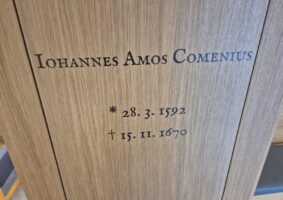 Iohannes Amos Comenius
* 28. 3. 1592
† 15. 11. 1670